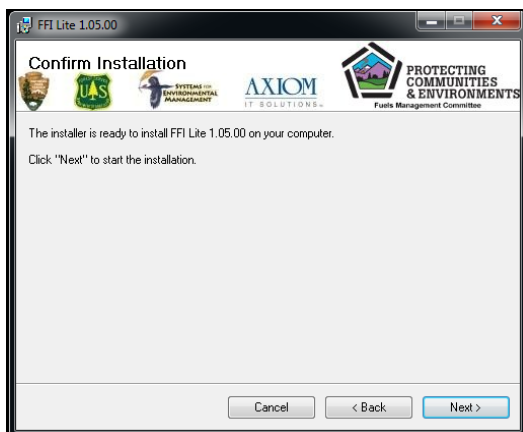 FFI Lite 1.05.00
Confirm Installation
UAS
SYSTEMS FOR
ENVIRONMENTAL
MANAGEMENT
AXIOM
IT SOLUTIONS
PROTECTING
COMMUNITIES
& ENVIRONMENTS
Fuels Management Committee
The installer is ready to install FFI Lite 1.05.00 on your computer.
Click "Next" to start the installation.
Cancel
< Back
Next >